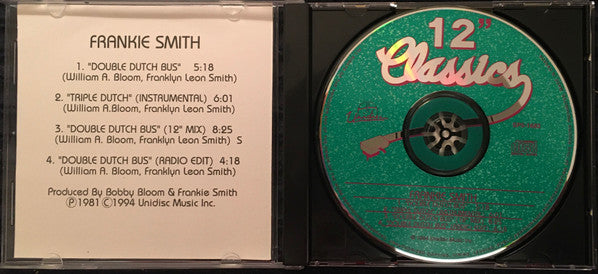 FRANKIE SMITH
1. "DOUBLE DUTCH BUS" 5:18
(William A. Bloom, Franklyn Leon Smith)
2. "TRIPLE DUTCH" (INSTRUMENTAL) 6:01
(William A.Bloom, Franklyn Leon Smith)
3. "DOUBLE DUTCH BUS" (12" MIX) 8:25 S
(William A. Bloom, Franklyn Leon Smith)
4. "DOUBLE DUTCH BUS" (RADIO EDIT) 4:18
(William A. Bloom, Franklyn Leon Smith)
Produced By Bobby Bloom & Frankie Smith
Ⓟ1981 ©1994 Unidisc Music Inc.
12"
Classics
FRANKIE SMITH